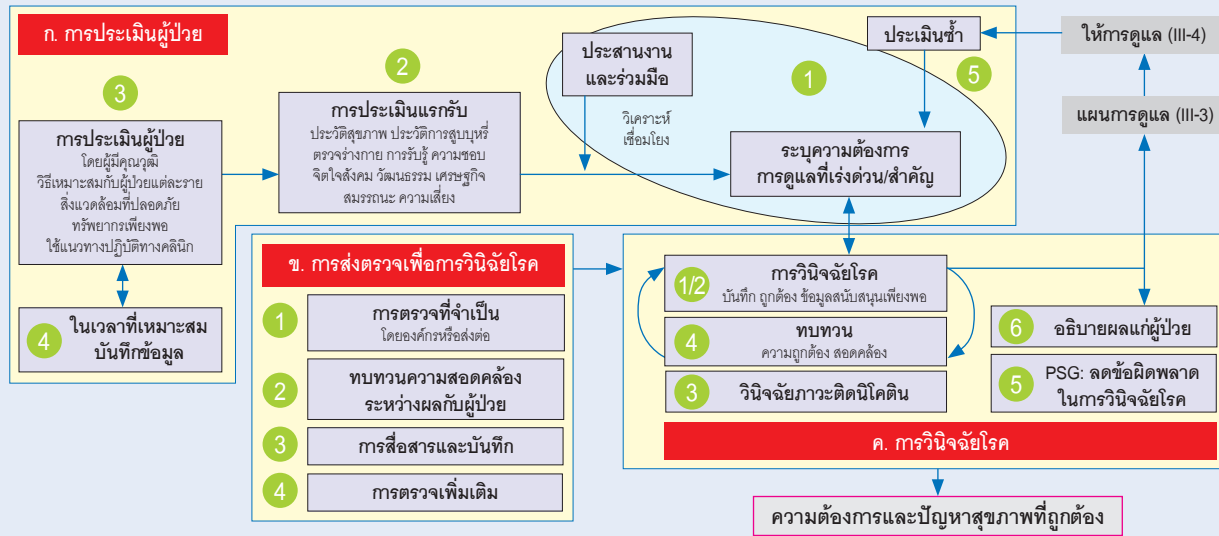 ก. การประเมินผู้ป่วย
3
การประเมินผู้ป่วย
โดยผู้มีคุณวุฒิ
วิธีเหมาะสมกับผู้ป่วยแต่ละราย
สิ่งแวดล้อมที่ปลอดภัย
ทรัพยากรเพียงพอ
ใช้แนวทางปฏิบัติทางคลินิก
4
ในเวลาที่เหมาะสม
บันทึกข้อมูล
2
การประเมินแรกรับ
ประวัติสุขภาพ ประวัติการสูบบุหรี่
ตรวจร่างกาย การรับรู้ ความชอบ
จิตใจสังคม วัฒนธรรม เศรษฐกิจ
สมรรถนะ ความเสี่ยง
ประสานงาน
และร่วมมือ
1
วิเคราะห์
เชื่อมโยง
ประเมินซ้ำ
5
ระบุความต้องการ
การดูแลที่เร่งด่วน/สำคัญ
ให้การดูแล (III-4)
แผนการดูแล (III-3)
ข. การส่งตรวจเพื่อการวินิจฉัยโรค
1
การตรวจที่จำเป็น
โดยองค์กรหรือส่งต่อ
2
ทบทวนความสอดคล้อง
ระหว่างผลกับผู้ป่วย
3
การสื่อสารและบันทึก
4
การตรวจเพิ่มเติม
1/2
การวินิจฉัยโรค
บันทึก ถูกต้อง ข้อมูลสนับสนุนเพียงพอ
4
ทบทวน
ความถูกต้อง สอดคล้อง
3
วินิจฉัยภาวะติดนิโคติน
6
อธิบายผลแก่ผู้ป่วย
5
PSG: ลดข้อผิดพลาด
ในการวินิจฉัยโรค
ค. การวินิจฉัยโรค
ความต้องการและปัญหาสุขภาพที่ถูกต้อง